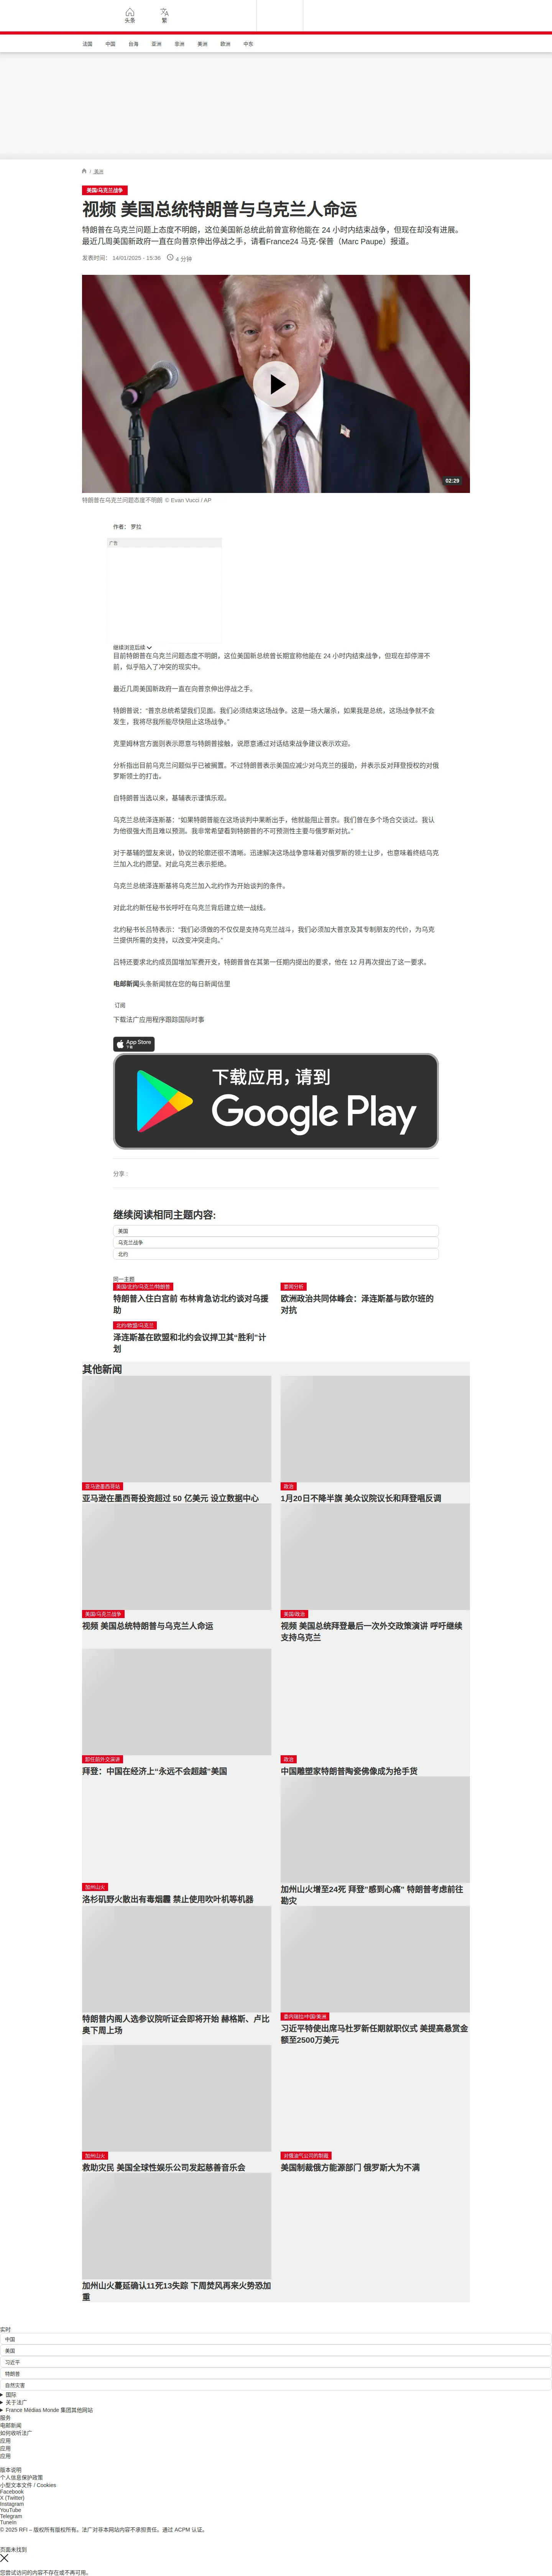 头条
繁
法国
中国
台海
亚洲
非洲
美洲
欧洲
中东
/ 美洲
美国/乌克兰战争
视频 美国总统特朗普与乌克兰人命运
特朗普在乌克兰问题上态度不明朗，这位美国新总统此前曾宣称他能在 24 小时内结束战争，但现在却没有进展。
最近几周美国新政府一直在向普京伸出停战之手，请看France24 马克-保普（Marc Paupe）报道。
发表时间： 14/01/2025 - 15:36
4 分钟
02:29
特朗普在乌克兰问题态度不明朗 © Evan Vucci / AP
作者： 罗拉
广告
继续浏览后续
目前特朗普在乌克兰问题态度不明朗，这位美国新总统曾长期宣称他能在 24 小时内结束战争，但现在却停滞不
前，似乎陷入了冲突的现实中。
最近几周美国新政府一直在向普京伸出停战之手。
特朗普说：“普京总统希望我们见面。我们必须结束这场战争。这是一场大屠杀，如果我是总统，这场战争就不会
发生，我将尽我所能尽快阻止这场战争。”
克里姆林宫方面则表示愿意与特朗普接触，说愿意通过对话结束战争建议表示欢迎。
分析指出目前乌克兰问题似乎已被搁置。不过特朗普表示美国应减少对乌克兰的援助，并表示反对拜登授权的对俄
罗斯领土的打击。
自特朗普当选以来，基辅表示谨慎乐观。
乌克兰总统泽连斯基：“如果特朗普能在这场谈判中果断出手，他就能阻止普京。我们曾在多个场合交谈过。我认
为他很强大而且难以预测。我非常希望看到特朗普的不可预测性主要与俄罗斯对抗。”
对于基辅的盟友来说，协议的轮廓还很不清晰。迅速解决这场战争意味着对俄罗斯的领土让步，也意味着终结乌克
兰加入北约愿望。对此乌克兰表示拒绝。
乌克兰总统泽连斯基将乌克兰加入北约作为开始谈判的条件。
对此北约新任秘书长呼吁在乌克兰背后建立统一战线。
北约秘书长吕特表示：“我们必须做的不仅仅是支持乌克兰战斗。我们必须加大普京及其专制朋友的代价，为乌克
兰提供所需的支持，以改变冲突走向。”
吕特还要求北约成员国增加军费开支，特朗普曾在其第一任期内提出的要求，他在 12 月再次提出了这一要求。
电邮新闻头条新闻就在您的每日新闻信里
订阅
下载法广应用程序跟踪国际时事
App Store
下载
下载应用，请到
Google Play
分享 :
继续阅读相同主题内容:
美国
乌克兰战争
北约
同一主题
美国/北约/乌克兰/特朗普
特朗普入住白宫前 布林肯急访北约谈对乌援
助
要闻分析
欧洲政治共同体峰会：泽连斯基与欧尔班的
对抗
北约/欧盟/乌克兰
泽连斯基在欧盟和北约会议捍卫其“胜利”计
划
其他新闻
亚马逊墨西哥站
亚马逊在墨西哥投资超过 50 亿美元 设立数据中心
政治
1月20日不降半旗 美众议院议长和拜登唱反调
美国/乌克兰战争
视频 美国总统特朗普与乌克兰人命运
美国/政治
视频 美国总统拜登最后一次外交政策演讲 呼吁继续
支持乌克兰
卸任前外交演讲
拜登：中国在经济上“永远不会超越”美国
政治
中国雕塑家特朗普陶瓷佛像成为抢手货
加州山火
洛杉矶野火散出有毒烟霾 禁止使用吹叶机等机器
加州山火增至24死 拜登"感到心痛" 特朗普考虑前往
勘灾
特朗普内阁人选参议院听证会即将开始 赫格斯、卢比
奥下周上场
委内瑞拉/中国/美洲
习近平特使出席马杜罗新任期就职仪式 美提高悬赏金
额至2500万美元
加州山火
救助灾民 美国全球性娱乐公司发起慈善音乐会
对俄油气公司的制裁
美国制裁俄方能源部门 俄罗斯大为不满
加州山火蔓延确认11死13失踪 下周焚风再来火势恐加
重
实时
中国
美国
习近平
特朗普
自然灾害
国际
关于法广
France Médias Monde 集团其他网站
服务
电邮新闻
如何收听法广
应用
应用
应用
版本说明
个人信息保护政策
小型文本文件 / Cookies
Facebook
X (Twitter)
Instagram
YouTube
Telegram
TuneIn
© 2025 RFI – 版权所有版权所有。法广对非本网站内容不承担责任。通过 ACPM 认证。
页面未找到
您尝试访问的内容不存在或不再可用。